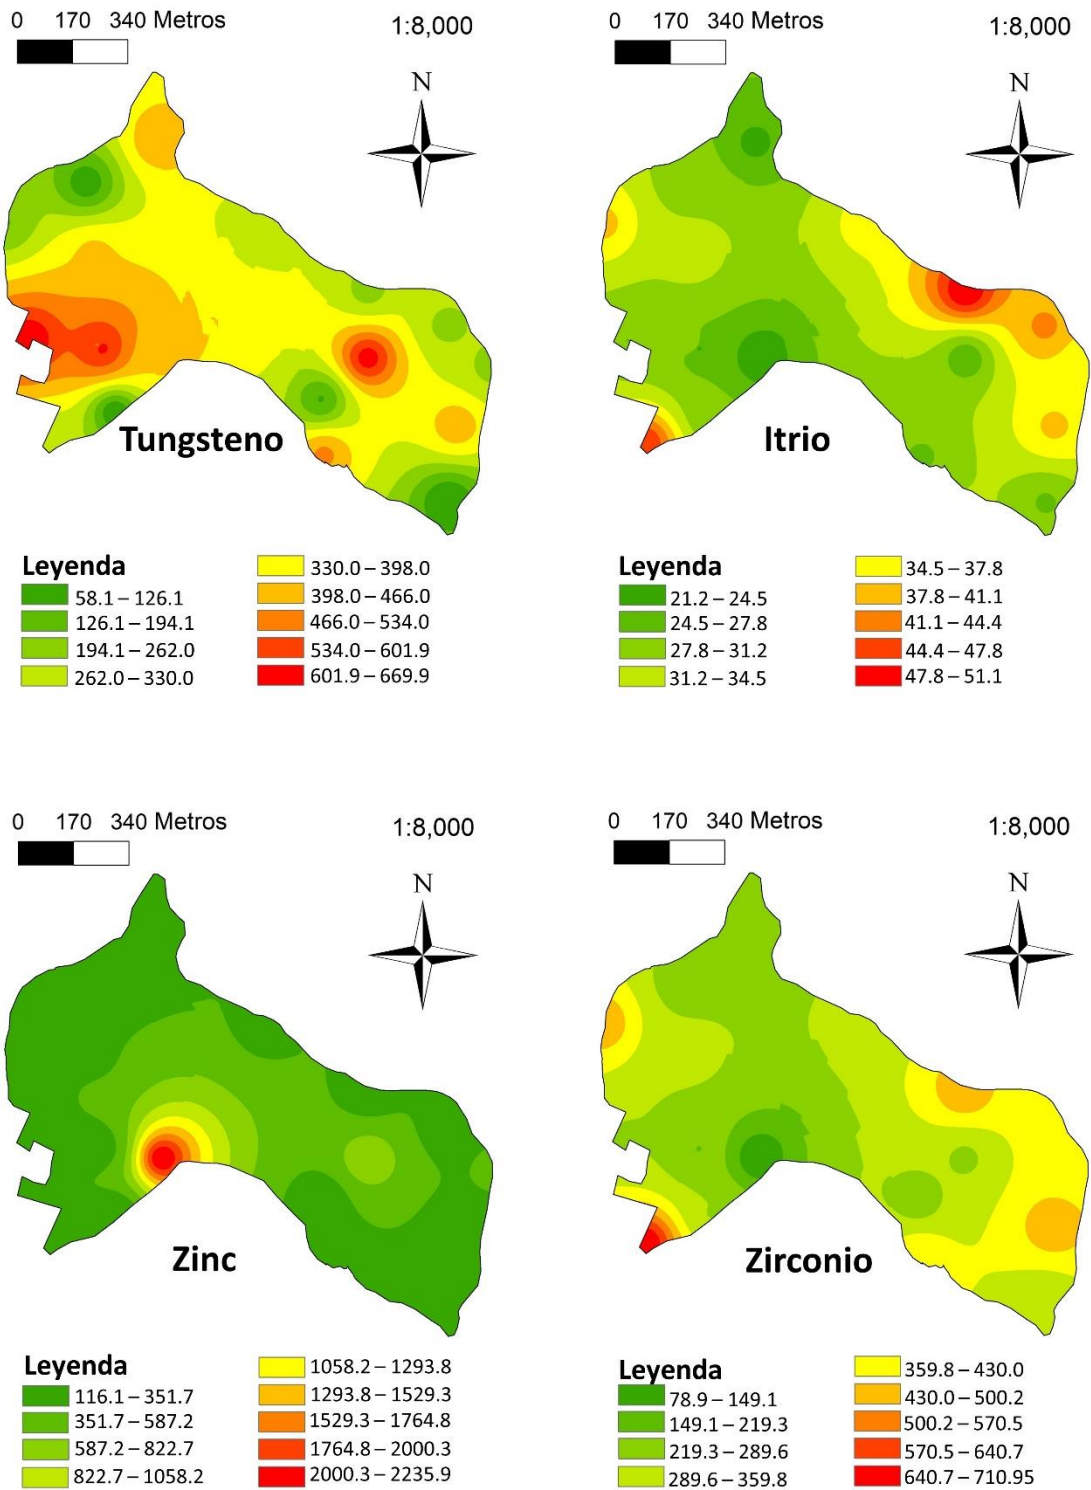 0 170 340 Metros
1:8,000
N
Tungsteno
Leyenda
58.1 – 126.1
126.1 – 194.1
194.1 – 262.0
262.0 – 330.0
330.0 – 398.0
398.0 – 466.0
466.0 – 534.0
534.0 – 601.9
601.9 – 669.9
0 170 340 Metros
1:8,000
N
Itrio
Leyenda
21.2 – 24.5
24.5 – 27.8
27.8 – 31.2
31.2 – 34.5
34.5 – 37.8
37.8 – 41.1
41.1 – 44.4
44.4 – 47.8
47.8 – 51.1
0 170 340 Metros
1:8,000
N
Zinc
Leyenda
116.1 – 351.7
351.7 – 587.2
587.2 – 822.7
822.7 – 1058.2
1058.2 – 1293.8
1293.8 – 1529.3
1529.3 – 1764.8
1764.8 – 2000.3
2000.3 – 2235.9
0 170 340 Metros
1:8,000
N
Zirconio
Leyenda
78.9 – 149.1
149.1 – 219.3
219.3 – 289.6
289.6 – 359.8
359.8 – 430.0
430.0 – 500.2
500.2 – 570.5
570.5 – 640.7
640.7 – 710.95